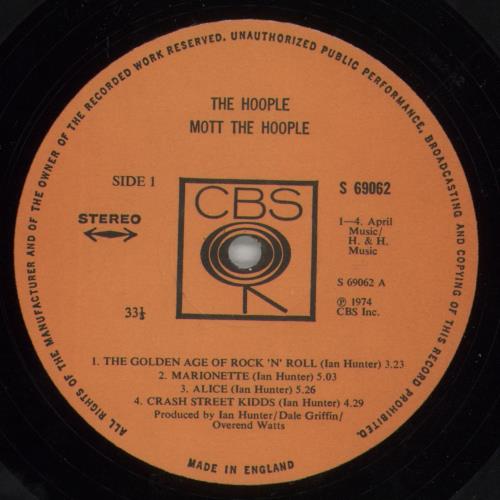 ALL RIGHTS OF THE MANUFACTURER AND OF THE OWNER OF THE RECORDED WORK RESERVED. UNAUTHORIZED PUBLIC PERFORMANCE, BROADCASTING AND COPYING OF THIS RECORD PROHIBITED.
THE HOOPLE
MOTT THE HOOPLE
SIDE 1
STEREO
33⅓
CBS
S 69062
1—4. April
Music/
H. & H.
Music
S 69062 A
℗ 1974
CBS Inc.
1. THE GOLDEN AGE OF ROCK 'N' ROLL (Ian Hunter) 3.23
2. MARIONETTE (Ian Hunter) 5.03
3. ALICE (Ian Hunter) 5.26
4. CRASH STREET KIDDS (Ian Hunter) 4.29
Produced by Ian Hunter/Dale Griffin/
Overend Watts
MADE IN ENGLAND